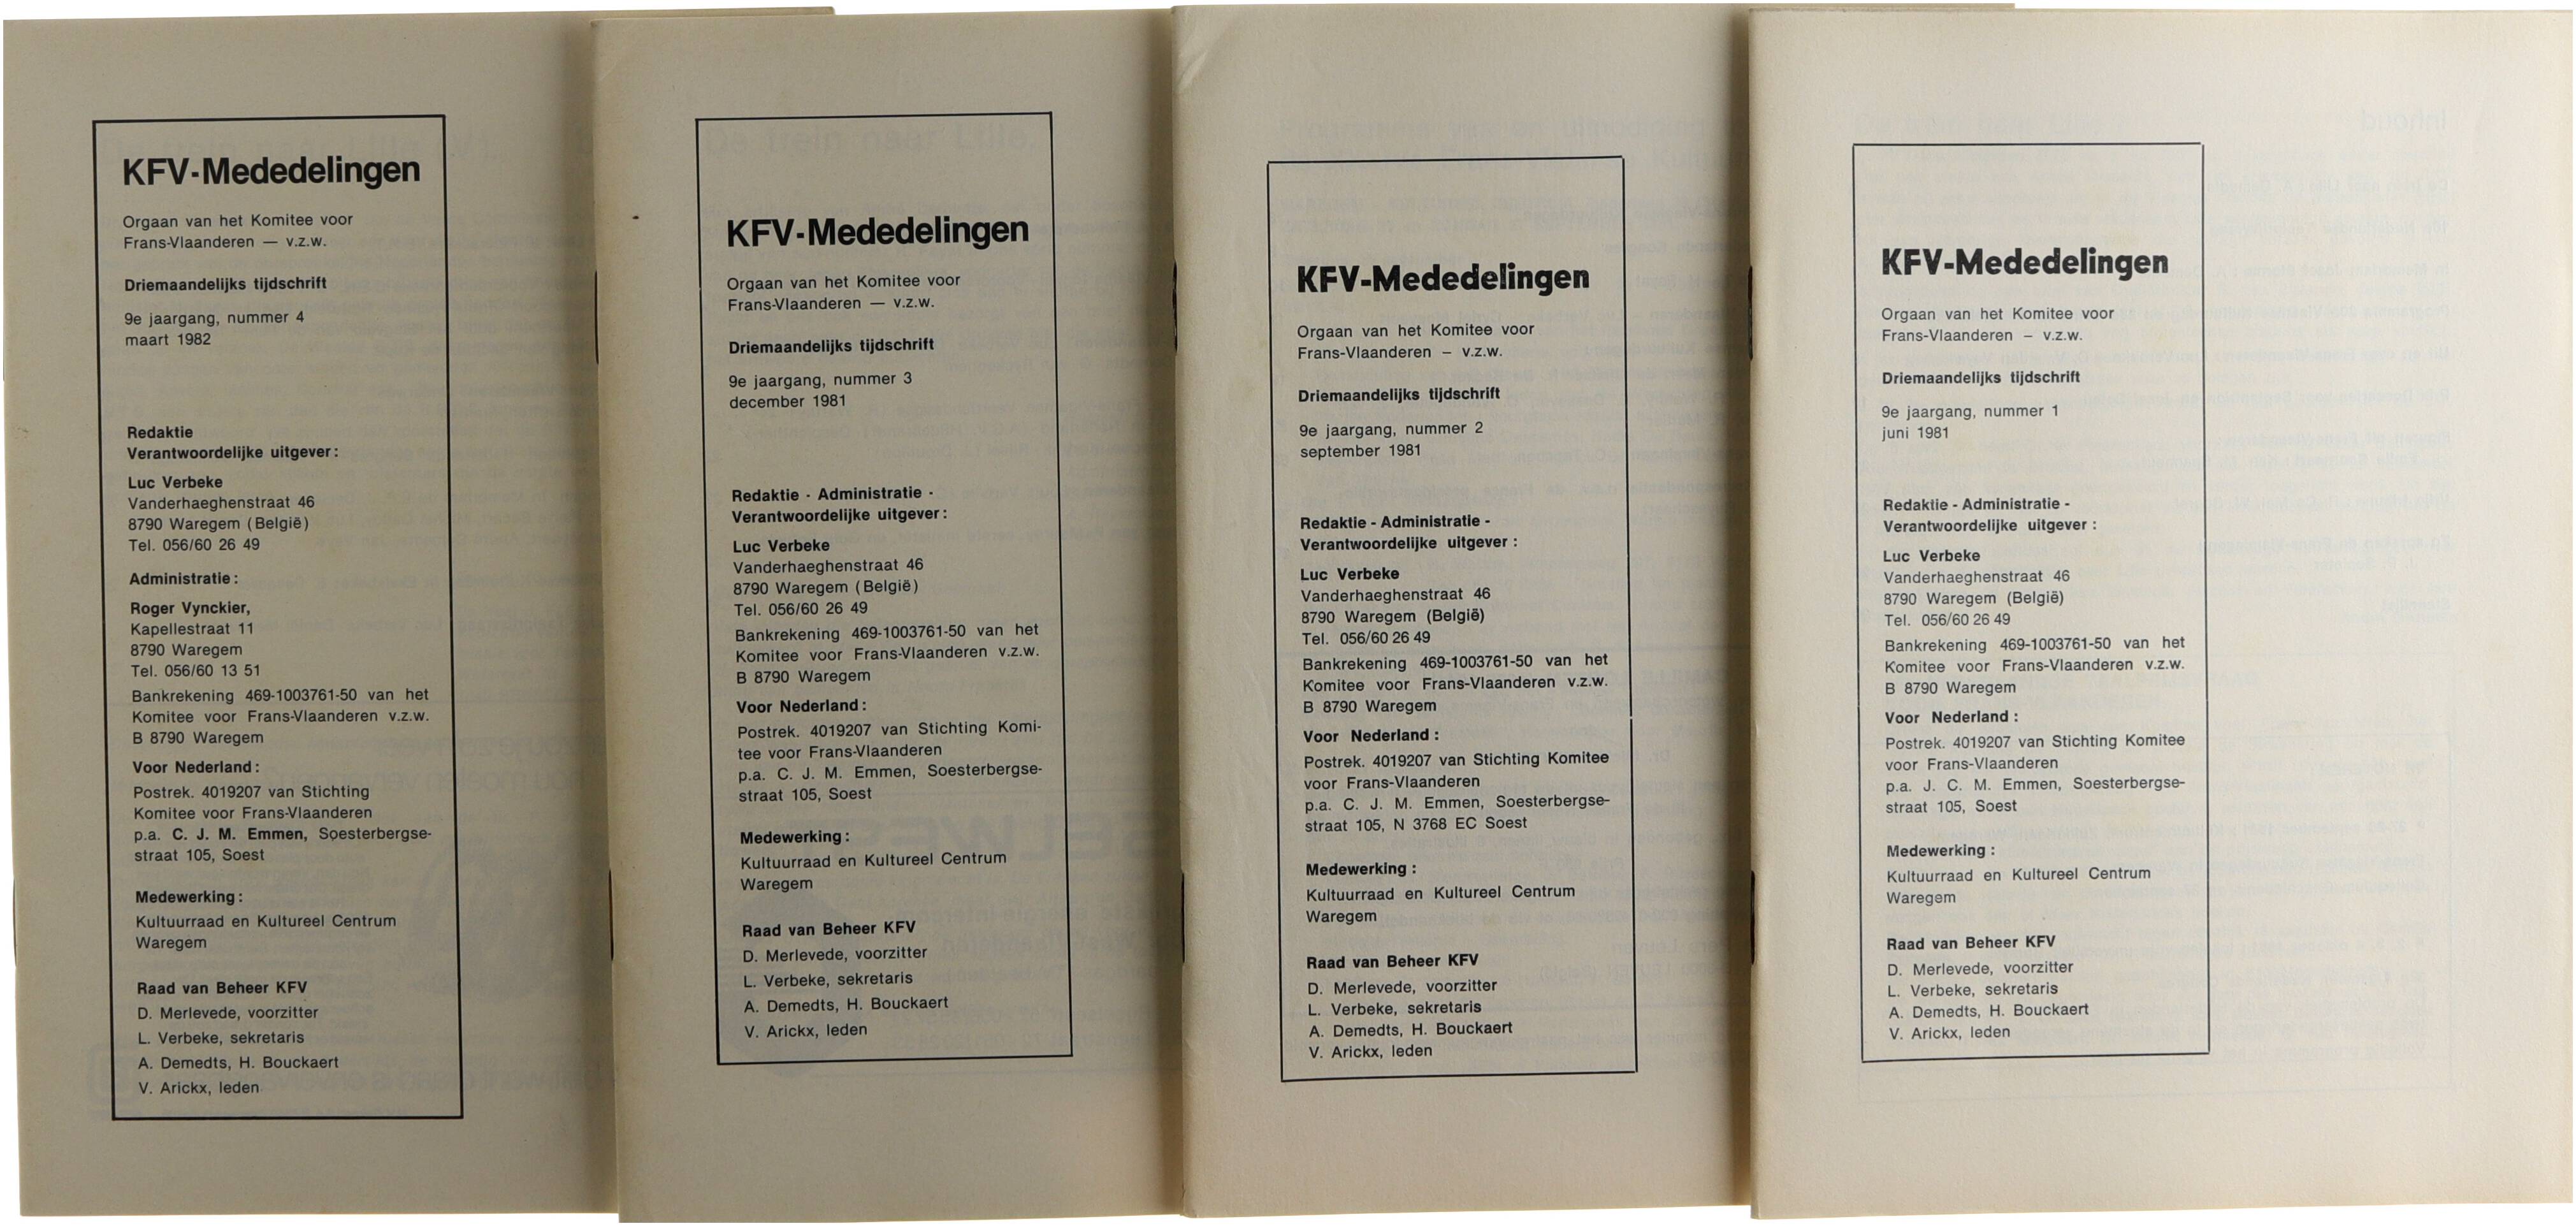 KFV-Mededelingen
Orgaan van het Komitee voor
Frans-Vlaanderen — v.z.w.
Driemaandelijks tijdschrift
9e jaargang, nummer 4
maart 1982
Redaktie
Verantwoordelijke uitgever :
Luc Verbeke
Vanderhaeghenstraat 46
8790 Waregem (België)
Tel. 056/60 26 49
Administratie :
Roger Vynckier,
Kapellestraat 11
8790 Waregem
Tel. 056/60 13 51
Bankrekening 469-1003761-50 van het
Komitee voor Frans-Vlaanderen v.z.w.
B 8790 Waregem
Voor Nederland :
Postrek. 4019207 van Stichting
Komitee voor Frans-Vlaanderen
p.a. C. J. M. Emmen, Soesterbergse-
straat 105, Soest
Medewerking :
Kultuurraad en Kultureel Centrum
Waregem
Raad van Beheer KFV
D. Merlevede, voorzitter
L. Verbeke, sekretaris
A. Demedts, H. Bouckaert
V. Arickx, leden
De trein naar Lille.
KFV-Mededelingen
Orgaan van het Komitee voor
Frans-Vlaanderen — v.z.w.
Driemaandelijks tijdschrift
9e jaargang, nummer 3
december 1981
Redaktie - Administratie -
Verantwoordelijke uitgever :
Luc Verbeke
Vanderhaeghenstraat 46
8790 Waregem (België)
Tel. 056/60 26 49
Bankrekening 469-1003761-50 van het
Komitee voor Frans-Vlaanderen v.z.w.
B 8790 Waregem
Voor Nederland :
Postrek. 4019207 van Stichting Komi-
tee voor Frans-Vlaanderen
p.a. C. J. M. Emmen, Soesterbergse-
straat 105, Soest
Medewerking :
Kultuurraad en Kultureel Centrum
Waregem
Raad van Beheer KFV
D. Merlevede, voorzitter
L. Verbeke, sekretaris
A. Demedts, H. Bouckaert
V. Arickx, leden
KFV-Mededelingen
Orgaan van het Komitee voor
Frans-Vlaanderen – v.z.w.
Driemaandelijks tijdschrift
9e jaargang, nummer 2
september 1981
Redaktie - Administratie -
Verantwoordelijke uitgever :
Luc Verbeke
Vanderhaeghenstraat 46
8790 Waregem (België)
Tel. 056/60 26 49
Bankrekening 469-1003761-50 van het
Komitee voor Frans-Vlaanderen v.z.w.
B 8790 Waregem
Voor Nederland :
Postrek. 4019207 van Stichting Komitee
voor Frans-Vlaanderen
p.a. C. J. M. Emmen, Soesterbergse-
straat 105, N 3768 EC Soest
Medewerking :
Kultuurraad en Kultureel Centrum
Waregem
Raad van Beheer KFV
D. Merlevede, voorzitter
L. Verbeke, sekretaris
A. Demedts, H. Bouckaert
V. Arickx, leden
Inhoud
KFV-Mededelingen
Orgaan van het Komitee voor
Frans-Vlaanderen – v.z.w.
Driemaandelijks tijdschrift
9e jaargang, nummer 1
juni 1981
Redaktie - Administratie -
Verantwoordelijke uitgever :
Luc Verbeke
Vanderhaeghenstraat 46
8790 Waregem (België)
Tel. 056/60 26 49
Bankrekening 469-1003761-50 van het
Komitee voor Frans-Vlaanderen v.z.w.
B 8790 Waregem
Voor Nederland :
Postrek. 4019207 van Stichting Komitee
voor Frans-Vlaanderen
p.a. J. C. M. Emmen, Soesterbergse-
straat 105, Soest
Medewerking :
Kultuurraad en Kultureel Centrum
Waregem
Raad van Beheer KFV
D. Merlevede, voorzitter
L. Verbeke, sekretaris
A. Demedts, H. Bouckaert
V. Arickx, leden